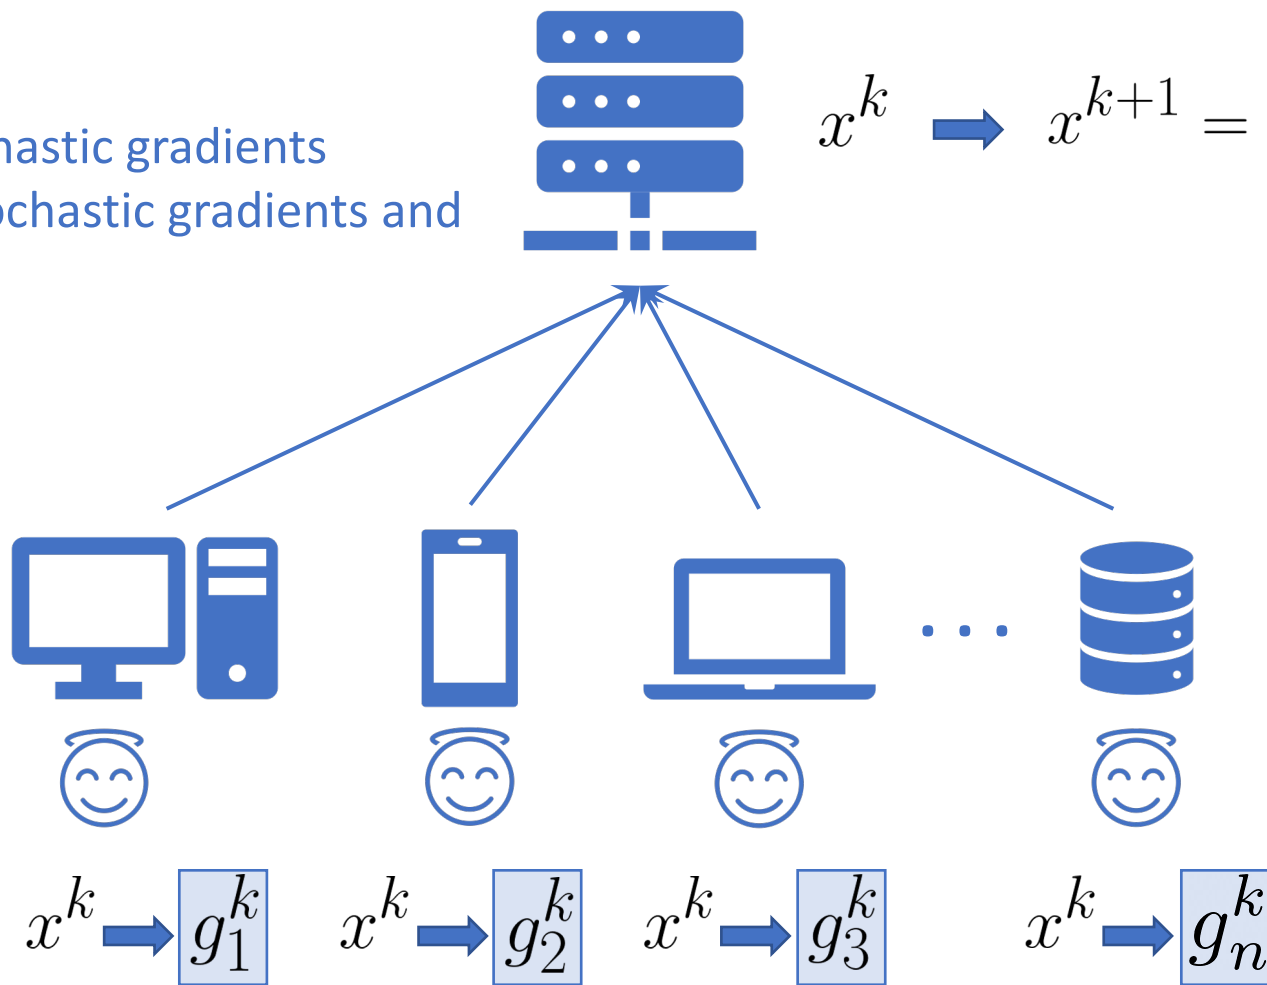 x^k → x^{k+1} =
hastic gradients
ochastic gradients and
. . .
x^k → g_1^k x^k → g_2^k x^k → g_3^k x^k → g_n^k